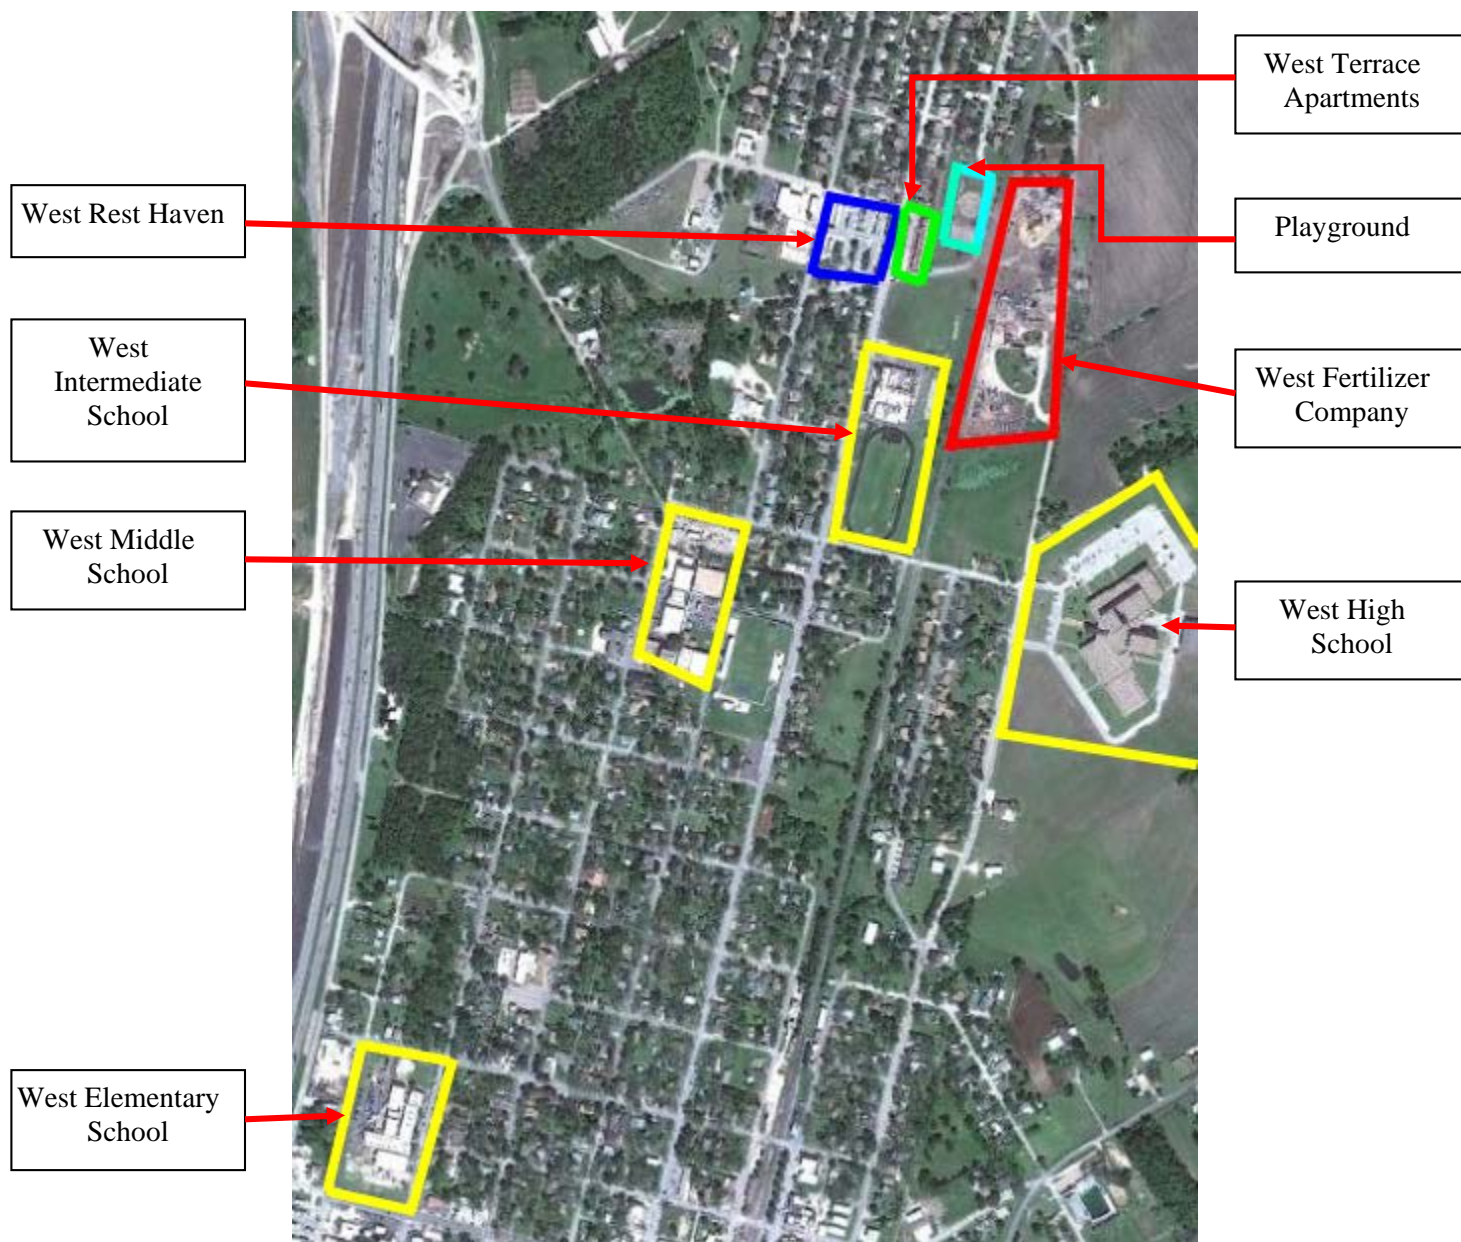 West Terrace
Apartments
West Rest Haven
Playground
West
Intermediate
School
West Fertilizer
Company
West Middle
School
West High
School
West Elementary
School